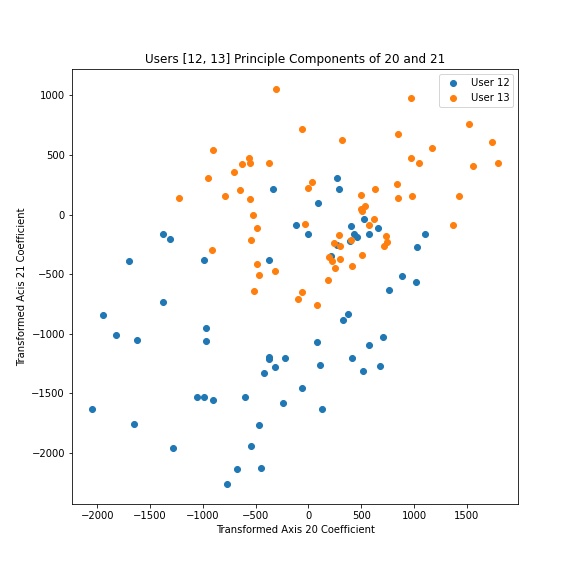 Users [12, 13] Principle Components of 20 and 21
User 12
User 13
Transformed Acis 21 Coefficient
1000
500
0
−500
−1000
−1500
−2000
−2000 −1500 −1000 −500 0 500 1000 1500
Transformed Axis 20 Coefficient